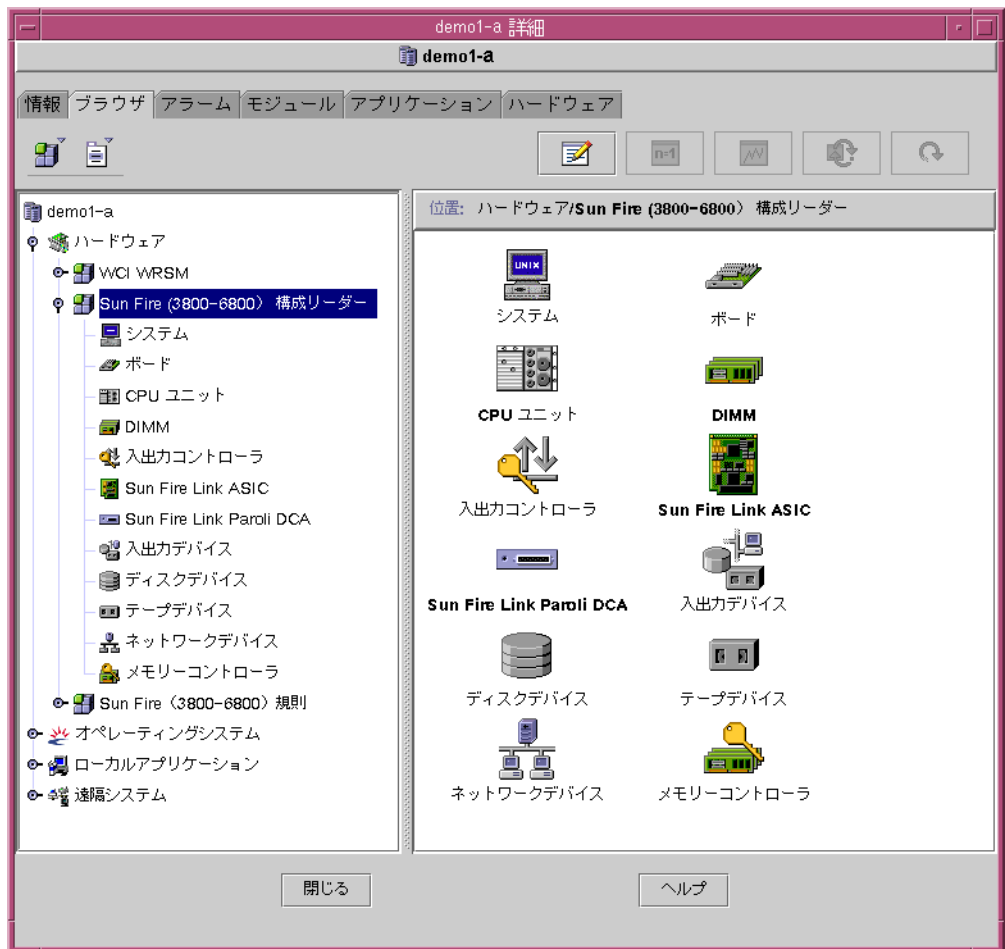 demo1-a 詳細
demo1-a
情報 ブラウザ アラーム モジュール アプリケーション ハードウェア
n=1
demo1-a
ハードウェア
WCI WRSM
Sun Fire (3800-6800） 構成リーダー
システム
ボード
CPU ユニット
DIMM
入出力コントローラ
Sun Fire Link ASIC
Sun Fire Link Paroli DCA
入出力デバイス
ディスクデバイス
テープデバイス
ネットワークデバイス
メモリーコントローラ
Sun Fire（3800-6800）規則
オペレーティングシステム
ローカルアプリケーション
遠隔システム
位置: ハードウェア/Sun Fire (3800-6800） 構成リーダー
UNIX
システム
ボード
CPU ユニット
DIMM
入出力コントローラ
Sun Fire Link ASIC
Sun Fire Link Paroli DCA
入出力デバイス
ディスクデバイス
テープデバイス
ネットワークデバイス
メモリーコントローラ
閉じる
ヘルプ